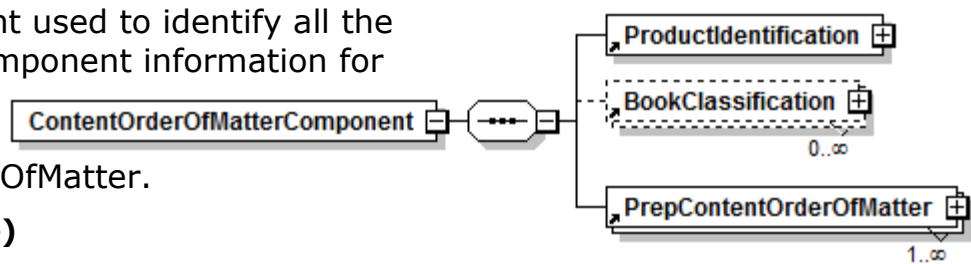 nt used to identify all the
mponent information for
OfMatter.
)
ContentOrderOfMatterComponent
ProductIdentification
BookClassification
0..∞
PrepContentOrderOfMatter
1..∞